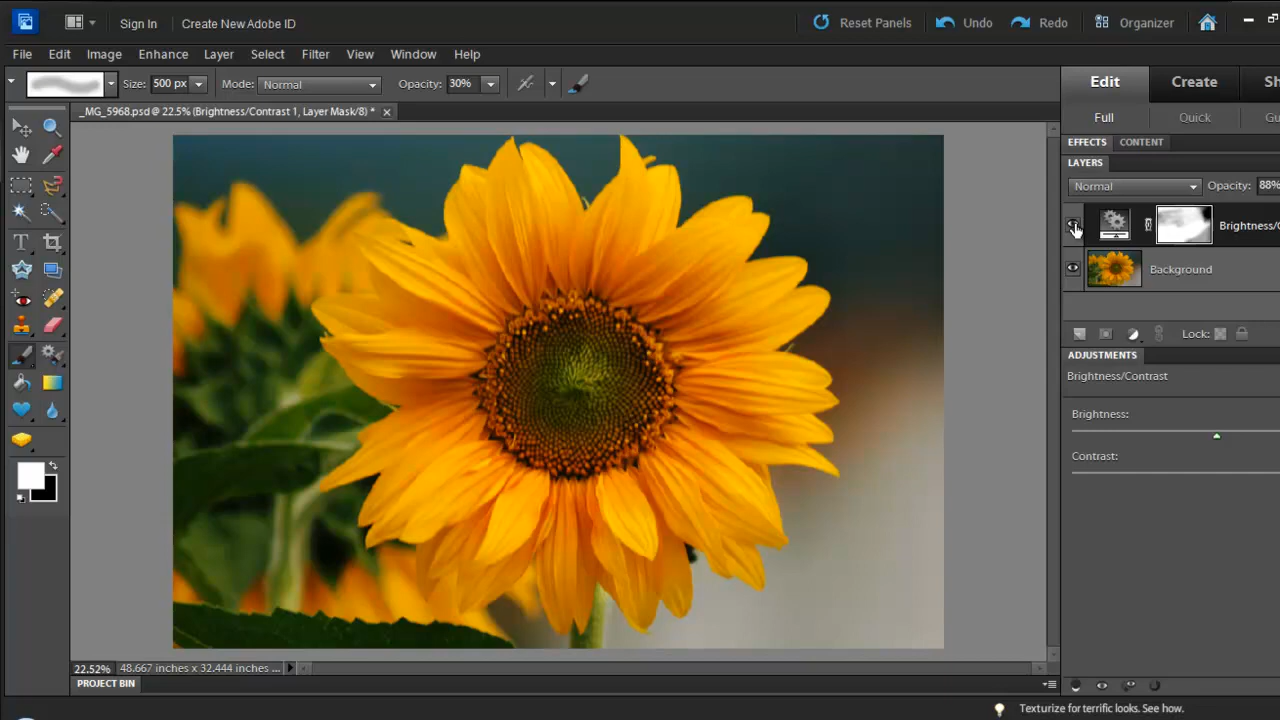 Sign In Create New Adobe ID Reset Panels Undo Redo Organizer
File Edit Image Enhance Layer Select Filter View Window Help
Size: 500 px Mode: Normal Opacity: 30%
Edit Create Sh
_MG_5968.psd @ 22.5% (Brightness/Contrast 1, Layer Mask/8) *
Full Quick Gu
EFFECTS CONTENT
LAYERS
Normal Opacity: 88%
Brightness/C
Background
Lock:
ADJUSTMENTS
Brightness/Contrast
Brightness:
Contrast:
22.52% 48.667 inches x 32.444 inches ...
PROJECT BIN
Texturize for terrific looks. See how.